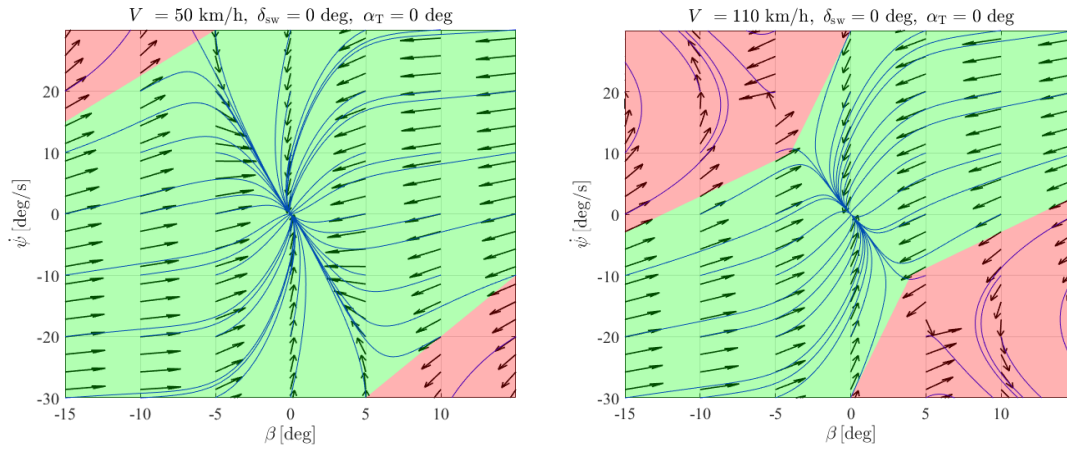 V = 50 km/h, δsw = 0 deg, αT = 0 deg
20
10
0
-10
-20
-30
ψ̇ [deg/s]
-15 -10 -5 0 5 10
β [deg]
V = 110 km/h, δsw = 0 deg, αT = 0 deg
20
10
0
-10
-20
-30
ψ̇ [deg/s]
-15 -10 -5 0 5 10
β [deg]